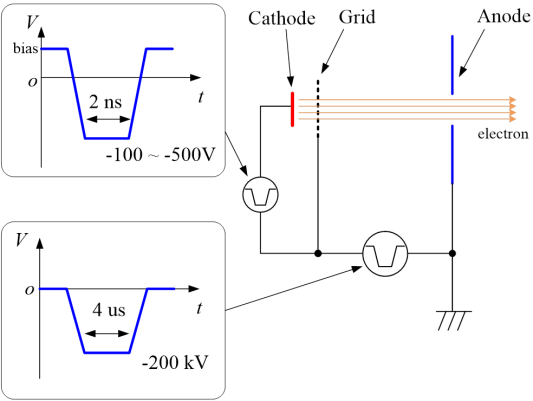 V
bias
o
2 ns
t
-100 ~ -500V
Cathode
Grid
Anode
electron
V
o
4 us
t
-200 kV